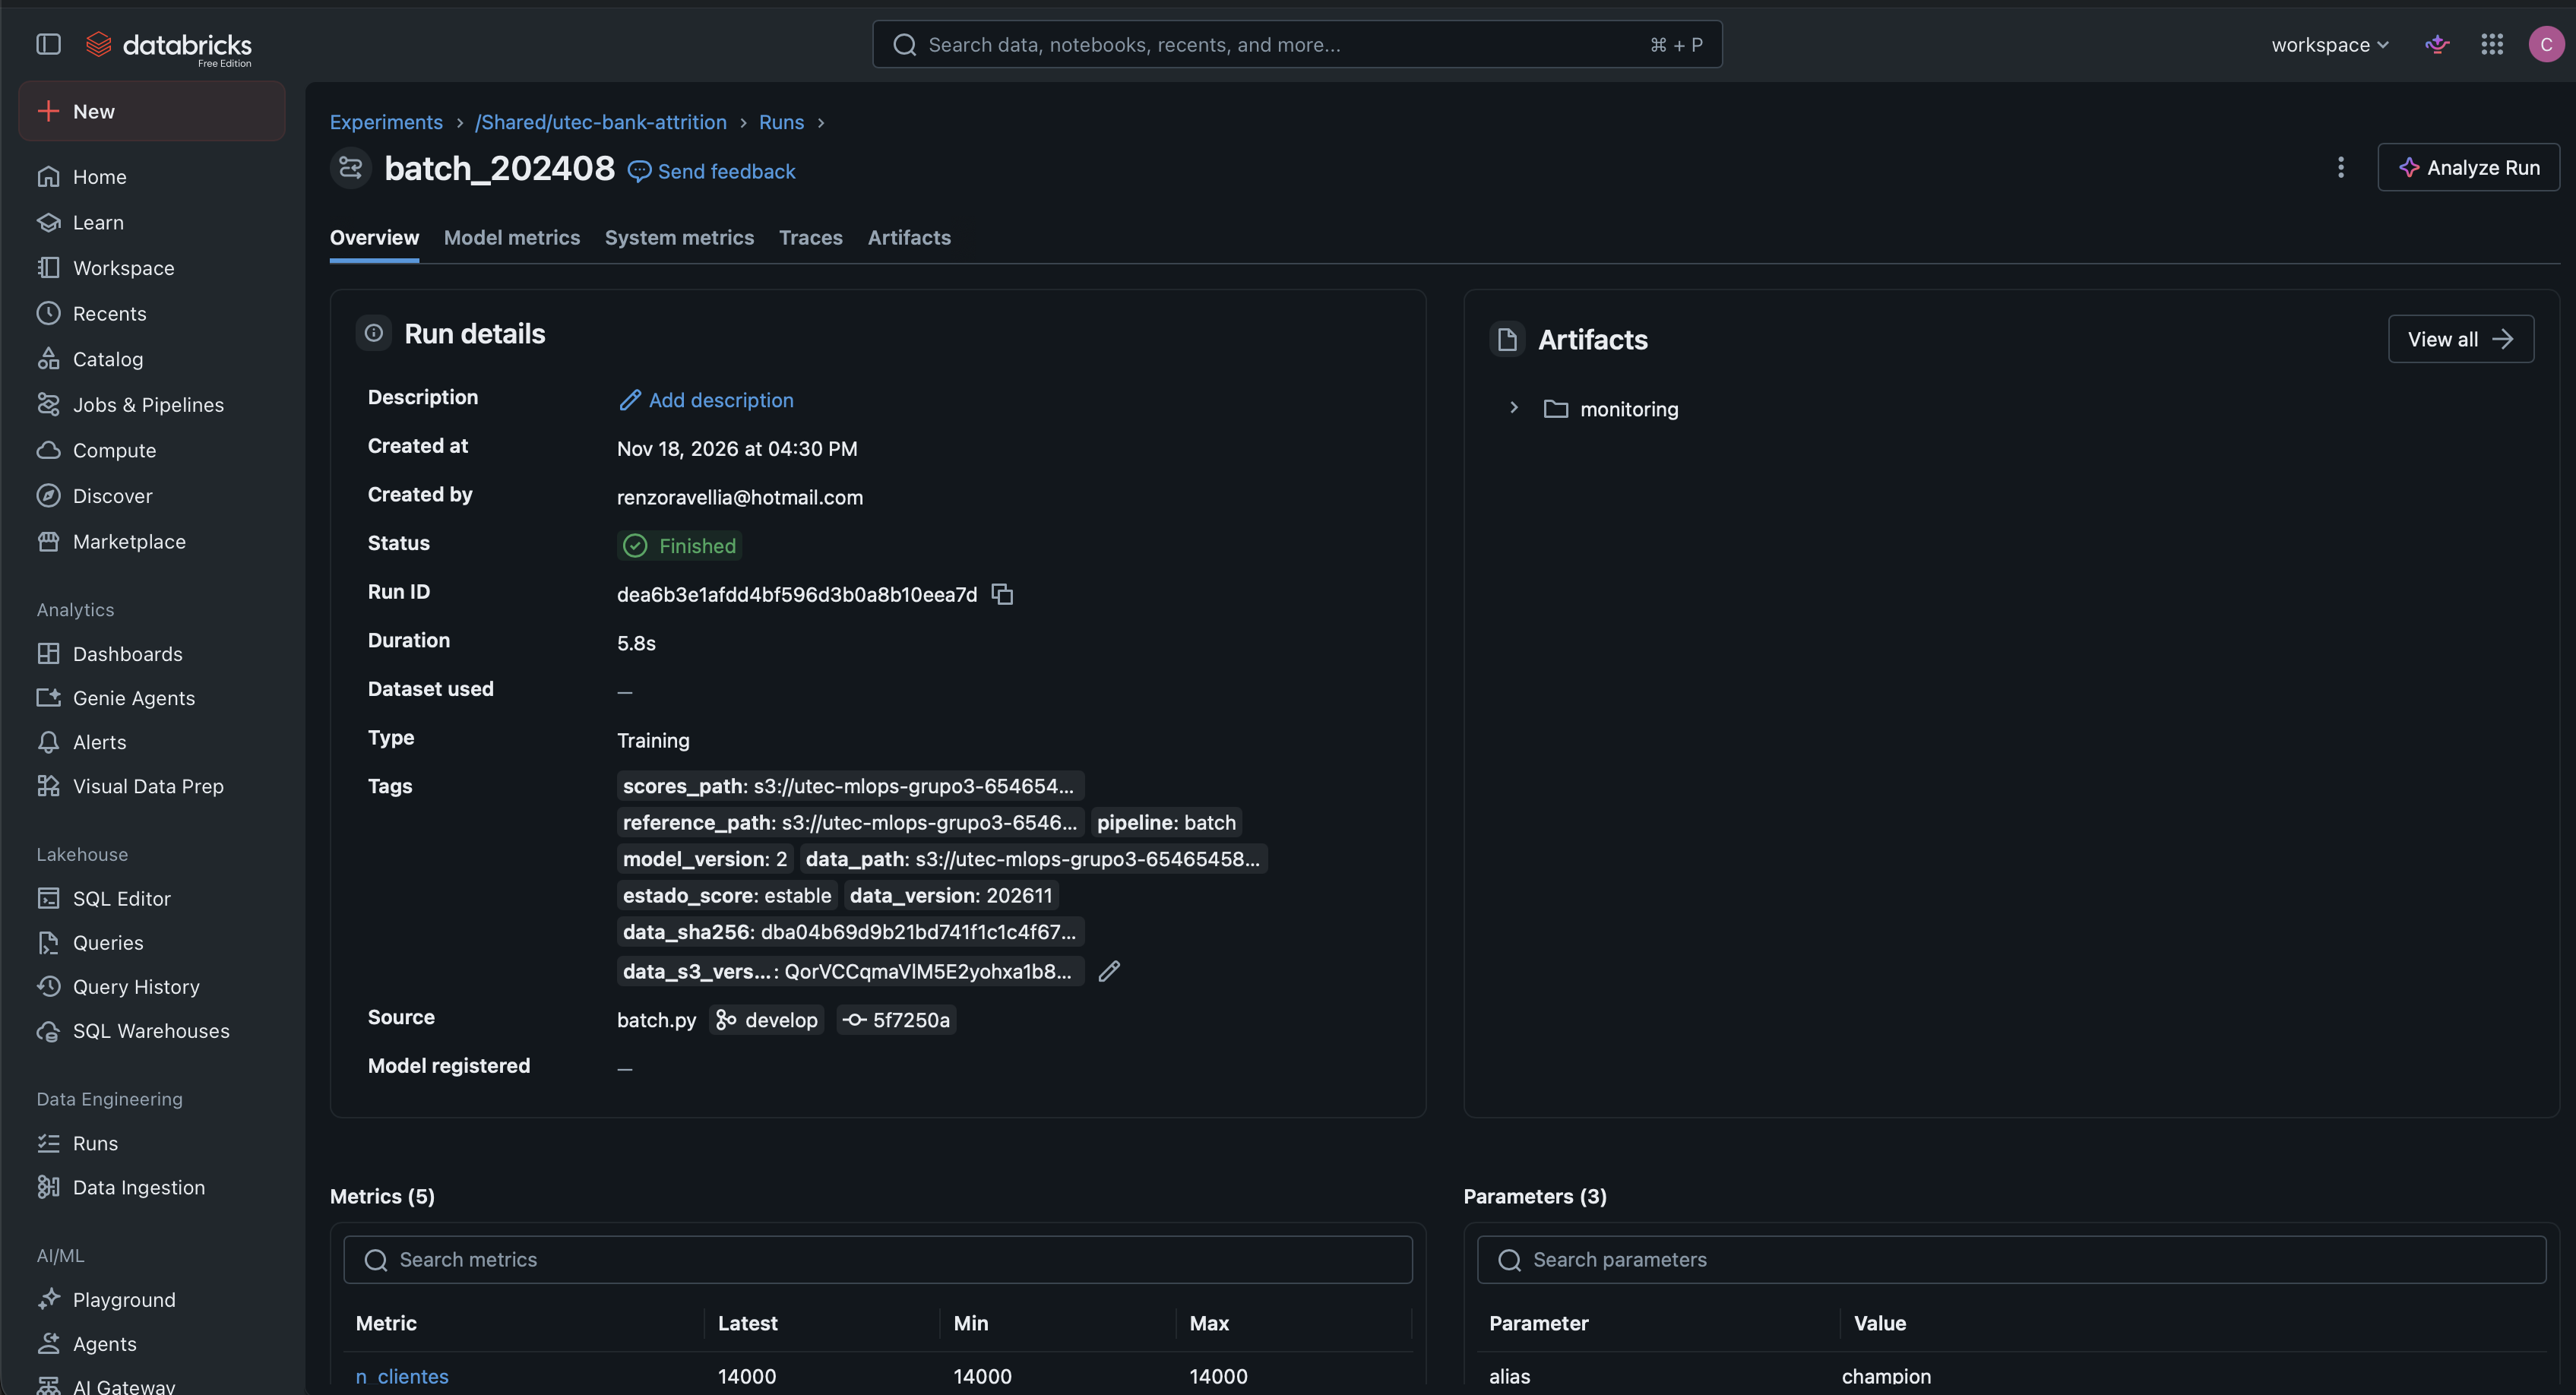 databricks
Free Edition
Search data, notebooks, recents, and more...
⌘ + P
workspace
C
New
Home
Learn
Workspace
Recents
Catalog
Jobs & Pipelines
Compute
Discover
Marketplace
Analytics
Dashboards
Genie Agents
Alerts
Visual Data Prep
Lakehouse
SQL Editor
Queries
Query History
SQL Warehouses
Data Engineering
Runs
Data Ingestion
AI/ML
Playground
Agents
AI Gateway
Experiments > /Shared/utec-bank-attrition > Runs >
batch_202408
Send feedback
Analyze Run
Overview Model metrics System metrics Traces Artifacts
Run details
Description Add description
Created at Nov 18, 2026 at 04:30 PM
Created by renzoravellia@hotmail.com
Status Finished
Run ID dea6b3e1afdd4bf596d3b0a8b10eea7d
Duration 5.8s
Dataset used —
Type Training
Tags scores_path: s3://utec-mlops-grupo3-654654...
reference_path: s3://utec-mlops-grupo3-6546... pipeline: batch
model_version: 2 data_path: s3://utec-mlops-grupo3-65465458...
estado_score: estable data_version: 202611
data_sha256: dba04b69d9b21bd741f1c1c4f67...
data_s3_vers...: QorVCCqmaVlM5E2yohxa1b8...
Source batch.py develop 5f7250a
Model registered —
Artifacts
View all
monitoring
Metrics (5)
Search metrics
Metric Latest Min Max
n_clientes 14000 14000 14000
Parameters (3)
Search parameters
Parameter Value
alias champion